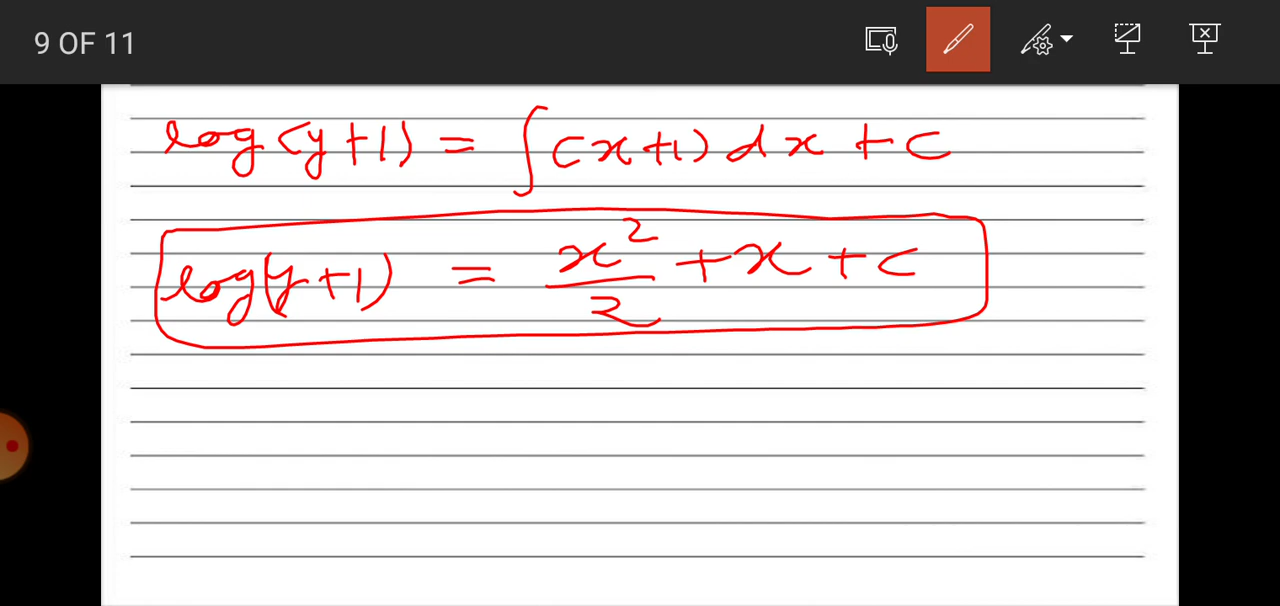 9 OF 11
log(y+1) = ∫(x+1)dx + c
log(y+1) = x²/2 + x + c